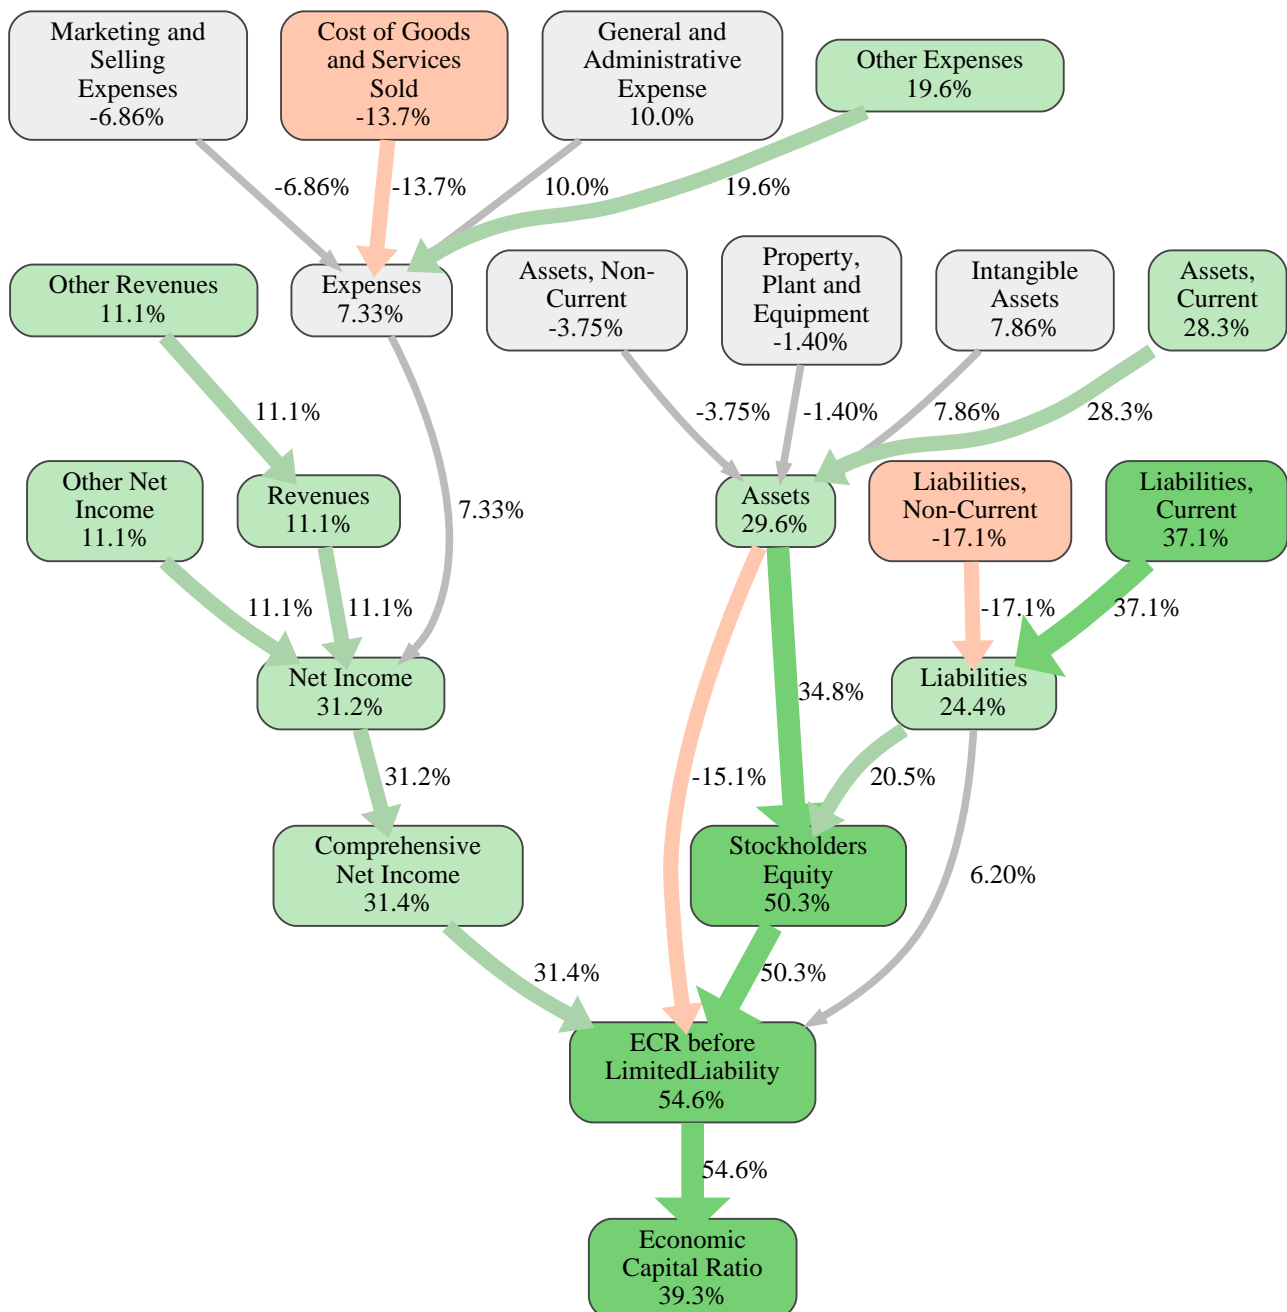 Marketing and
Selling
Expenses
-6.86%
Cost of Goods
and Services
Sold
-13.7%
General and
Administrative
Expense
10.0%
Other Expenses
19.6%
-6.86%
-13.7%
10.0%
19.6%
Other Revenues
11.1%
Expenses
7.33%
Assets, Non-
Current
-3.75%
Property,
Plant and
Equipment
-1.40%
Intangible
Assets
7.86%
Assets,
Current
28.3%
11.1%
-3.75%
-1.40%
7.86%
28.3%
Other Net
Income
11.1%
Revenues
11.1%
7.33%
Assets
29.6%
Liabilities,
Non-Current
-17.1%
Liabilities,
Current
37.1%
11.1%
11.1%
-17.1%
37.1%
Net Income
31.2%
34.8%
Liabilities
24.4%
31.2%
-15.1%
20.5%
Comprehensive
Net Income
31.4%
Stockholders
Equity
50.3%
6.20%
31.4%
50.3%
ECR before
LimitedLiability
54.6%
54.6%
Economic
Capital Ratio
39.3%